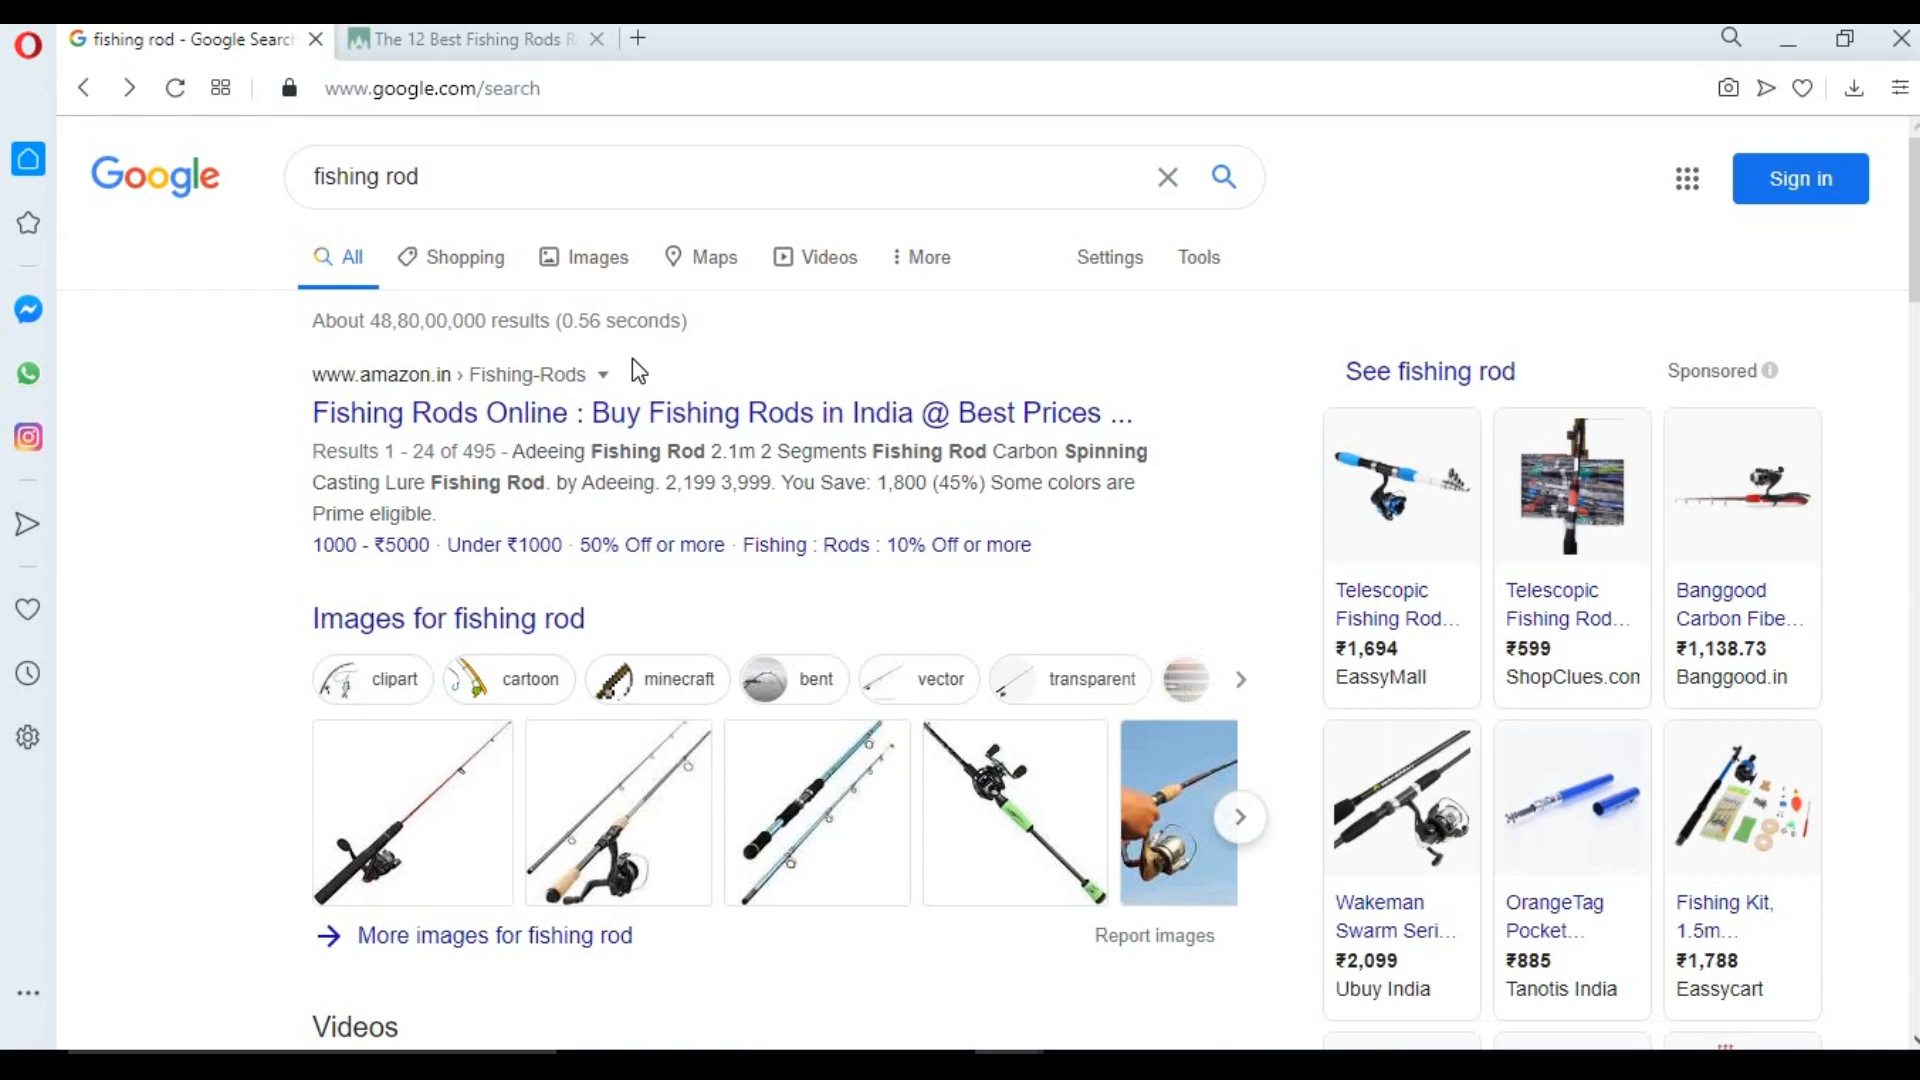 fishing rod - Google Searc
The 12 Best Fishing Rods R
www.google.com/search
Google
fishing rod
Sign in
All
Shopping
Images
Maps
Videos
More
Settings
Tools
About 48,80,00,000 results (0.56 seconds)
www.amazon.in › Fishing-Rods
Fishing Rods Online : Buy Fishing Rods in India @ Best Prices ...
Results 1 - 24 of 495 - Adeeing Fishing Rod 2.1m 2 Segments Fishing Rod Carbon Spinning
Casting Lure Fishing Rod. by Adeeing. 2,199 3,999. You Save: 1,800 (45%) Some colors are
Prime eligible.
1000 - ₹5000 · Under ₹1000 · 50% Off or more · Fishing : Rods : 10% Off or more
Images for fishing rod
clipart
cartoon
minecraft
bent
vector
transparent
More images for fishing rod
Report images
Videos
See fishing rod
Sponsored
Telescopic
Fishing Rod...
₹1,694
EassyMall
Telescopic
Fishing Rod...
₹599
ShopClues.con
Banggood
Carbon Fibe...
₹1,138.73
Banggood.in
Wakeman
Swarm Seri...
₹2,099
Ubuy India
OrangeTag
Pocket...
₹885
Tanotis India
Fishing Kit,
1.5m...
₹1,788
Eassycart